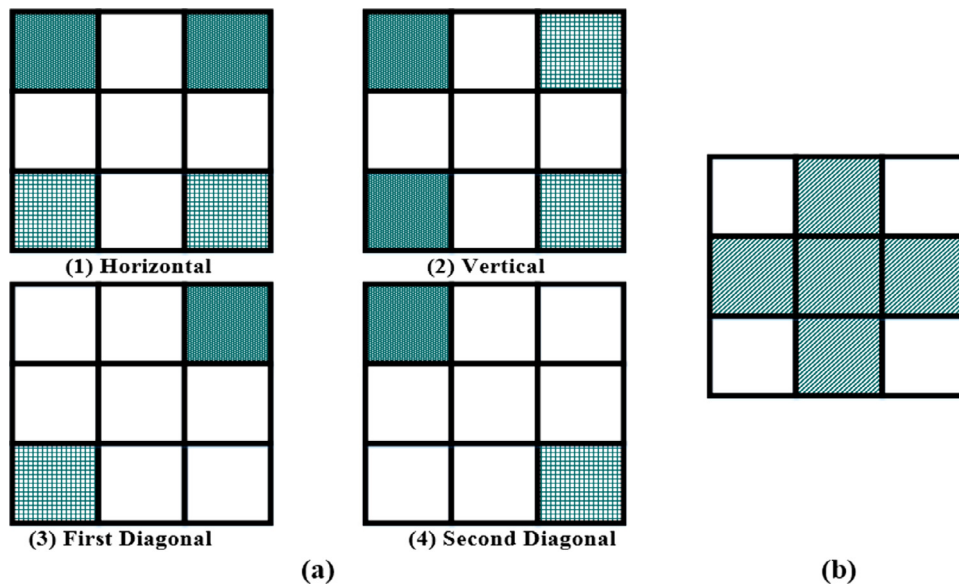 (1) Horizontal
(2) Vertical
(3) First Diagonal
(4) Second Diagonal
(a)
(b)